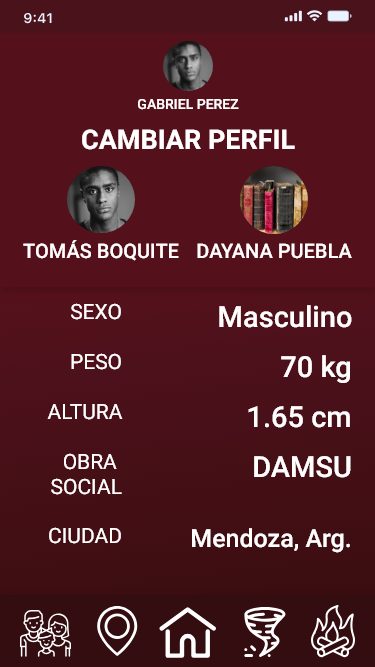 9:41
GABRIEL PEREZ
CAMBIAR PERFIL
TOMÁS BOQUITE DAYANA PUEBLA
SEXO Masculino
PESO 70 kg
ALTURA 1.65 cm
OBRA SOCIAL DAMSU
CIUDAD Mendoza, Arg.